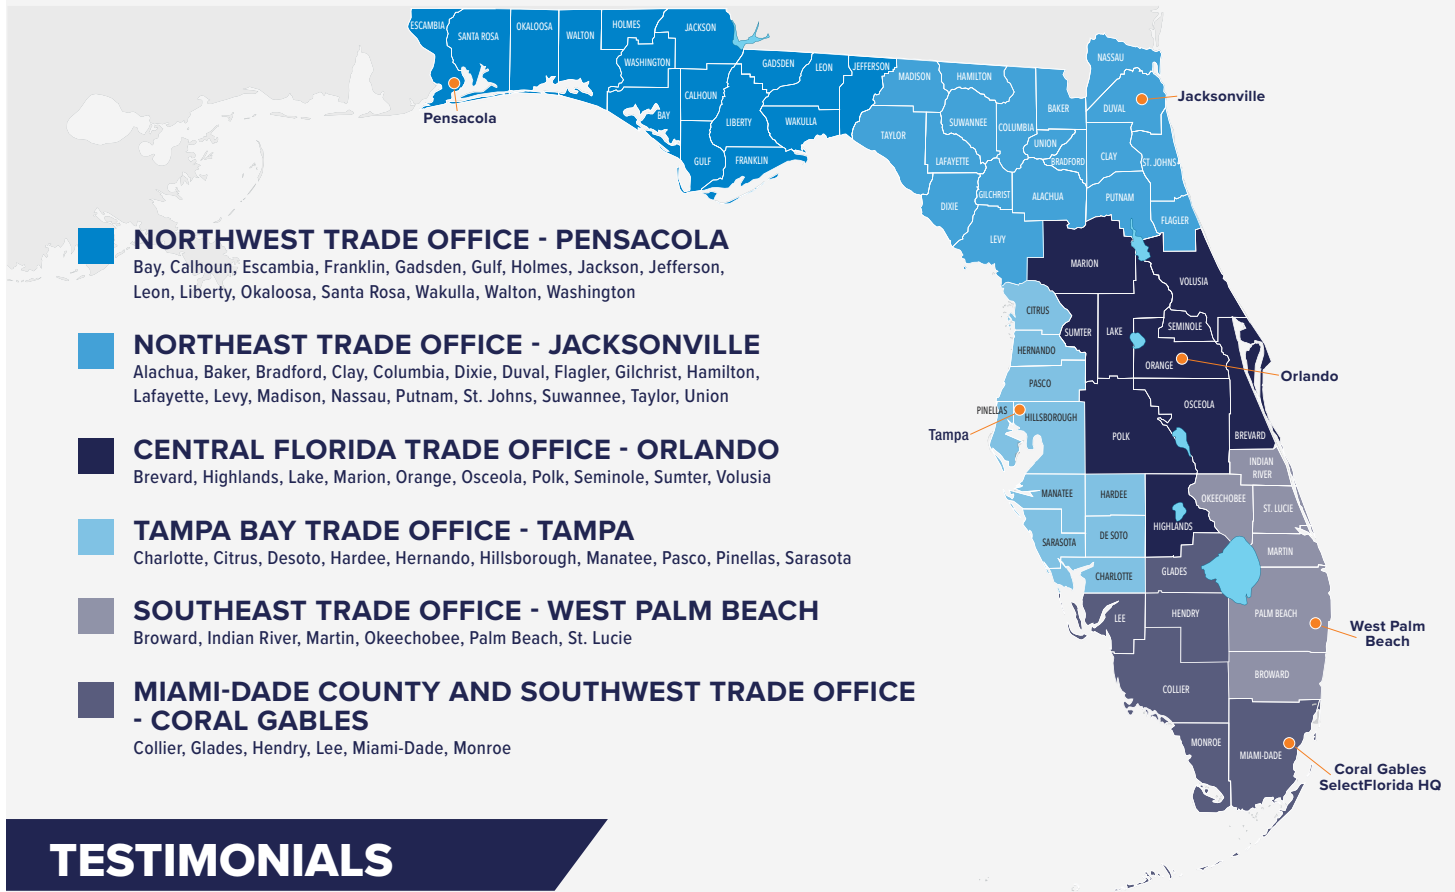 ESCAMBIA
SANTA ROSA
OKALOOSA
WALTON
HOLMES
WASHINGTON
JACKSON
BAY
CALHOUN
GULF
LIBERTY
GADSDEN
FRANKLIN
LEON
WAKULLA
JEFFERSON
Pensacola
MADISON
TAYLOR
HAMILTON
SUWANNEE
LAFAYETTE
DIXIE
COLUMBIA
GILCHRIST
LEVY
BAKER
UNION
BRADFORD
ALACHUA
NASSAU
DUVAL
CLAY
ST. JOHNS
PUTNAM
FLAGLER
Jacksonville
NORTHWEST TRADE OFFICE - PENSACOLA
Bay, Calhoun, Escambia, Franklin, Gadsden, Gulf, Holmes, Jackson, Jefferson,
Leon, Liberty, Okaloosa, Santa Rosa, Wakulla, Walton, Washington
NORTHEAST TRADE OFFICE - JACKSONVILLE
Alachua, Baker, Bradford, Clay, Columbia, Dixie, Duval, Flagler, Gilchrist, Hamilton,
Lafayette, Levy, Madison, Nassau, Putnam, St. Johns, Suwannee, Taylor, Union
CENTRAL FLORIDA TRADE OFFICE - ORLANDO
Brevard, Highlands, Lake, Marion, Orange, Osceola, Polk, Seminole, Sumter, Volusia
TAMPA BAY TRADE OFFICE - TAMPA
Charlotte, Citrus, Desoto, Hardee, Hernando, Hillsborough, Manatee, Pasco, Pinellas, Sarasota
SOUTHEAST TRADE OFFICE - WEST PALM BEACH
Broward, Indian River, Martin, Okeechobee, Palm Beach, St. Lucie
MIAMI-DADE COUNTY AND SOUTHWEST TRADE OFFICE
- CORAL GABLES
Collier, Glades, Hendry, Lee, Miami-Dade, Monroe
MARION
VOLUSIA
CITRUS
SUMTER
LAKE
SEMINOLE
HERNANDO
ORANGE
Orlando
PASCO
PINELLAS
HILLSBOROUGH
Tampa
POLK
OSCEOLA
BREVARD
INDIAN
RIVER
MANATEE
HARDEE
HIGHLANDS
OKEECHOBEE
ST. LUCIE
SARASOTA
DE SOTO
MARTIN
CHARLOTTE
GLADES
LEE
HENDRY
PALM BEACH
West Palm
Beach
BROWARD
COLLIER
MONROE
MIAMI-DADE
Coral Gables
SelectFlorida HQ
TESTIMONIALS